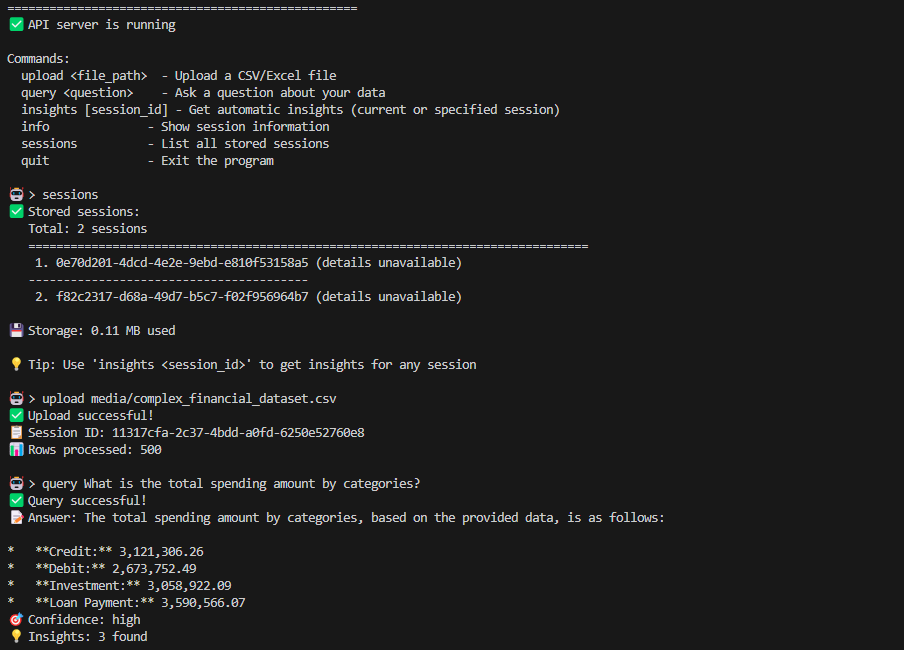 ==================================================
✅ API server is running
Commands:
upload <file_path> - Upload a CSV/Excel file
query <question> - Ask a question about your data
insights [session_id] - Get automatic insights (current or specified session)
info - Show session information
sessions - List all stored sessions
quit - Exit the program
🤖 > sessions
✅ Stored sessions:
Total: 2 sessions
================================================================================
1. 0e70d201-4dcd-4e2e-9ebd-e810f53158a5 (details unavailable)
----------------------------------------
2. f82c2317-d68a-49d7-b5c7-f02f956964b7 (details unavailable)
💾 Storage: 0.11 MB used
💡 Tip: Use 'insights <session_id>' to get insights for any session
🤖 > upload media/complex_financial_dataset.csv
✅ Upload successful!
📋 Session ID: 11317cfa-2c37-4bdd-a0fd-6250e52760e8
📊 Rows processed: 500
🤖 > query What is the total spending amount by categories?
✅ Query successful!
📝 Answer: The total spending amount by categories, based on the provided data, is as follows:
*   **Credit:** 3,121,306.26
*   **Debit:** 2,673,752.49
*   **Investment:** 3,058,922.09
*   **Loan Payment:** 3,590,566.07
🎯 Confidence: high
💡 Insights: 3 found